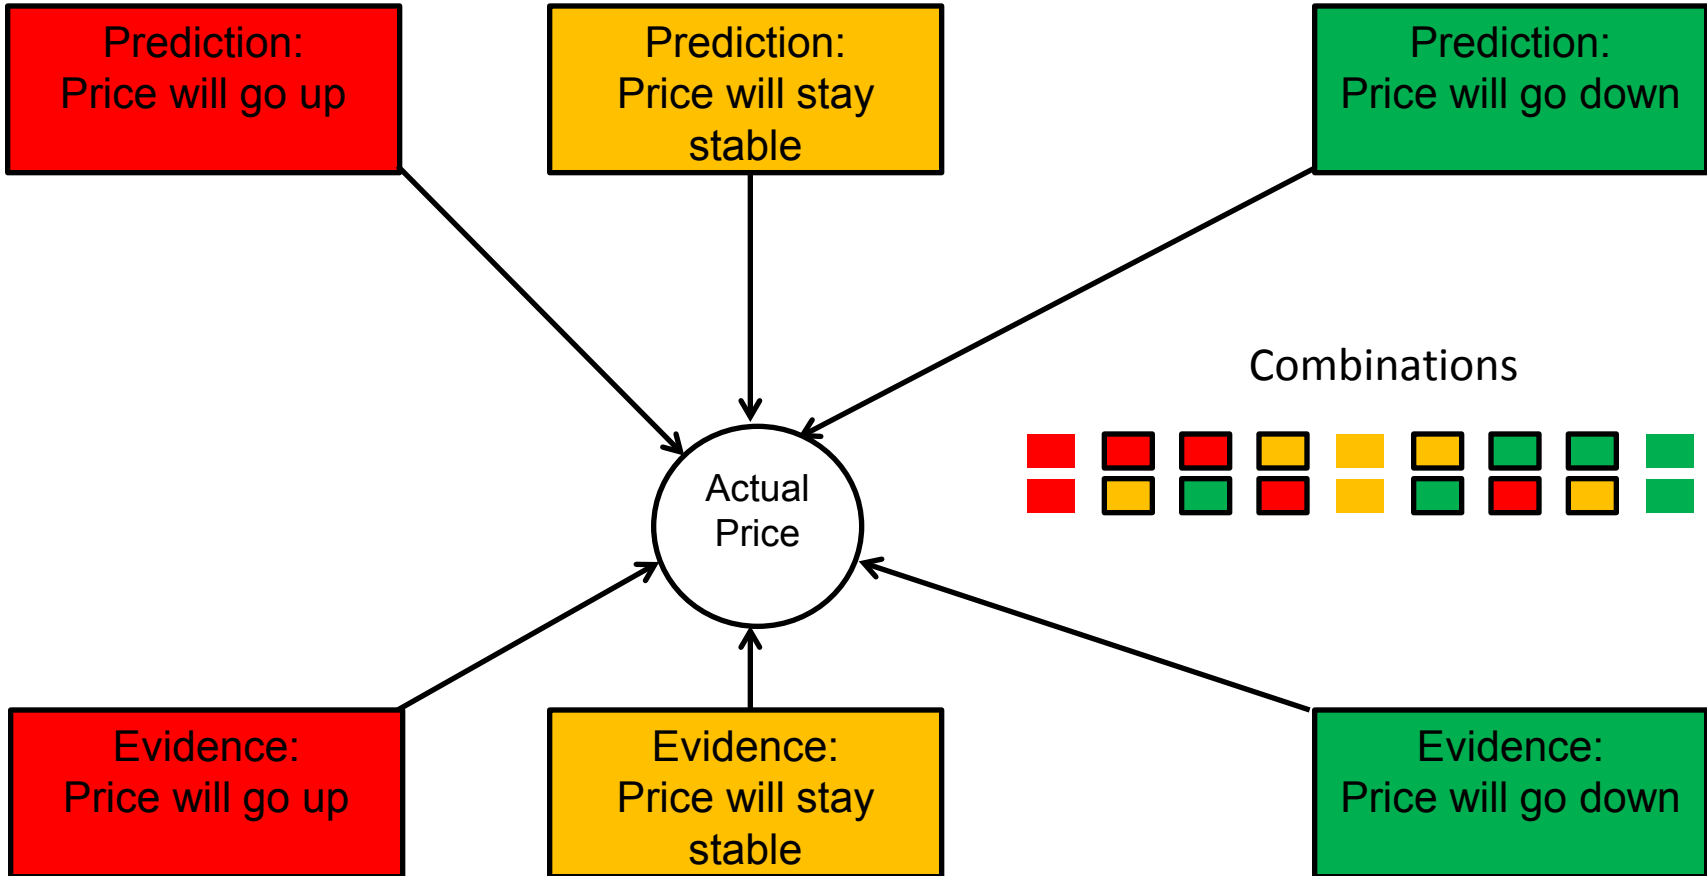 Prediction:
Price will go up
Prediction:
Price will stay
stable
Prediction:
Price will go down
Combinations
Actual
Price
Evidence:
Price will go up
Evidence:
Price will stay
stable
Evidence:
Price will go down